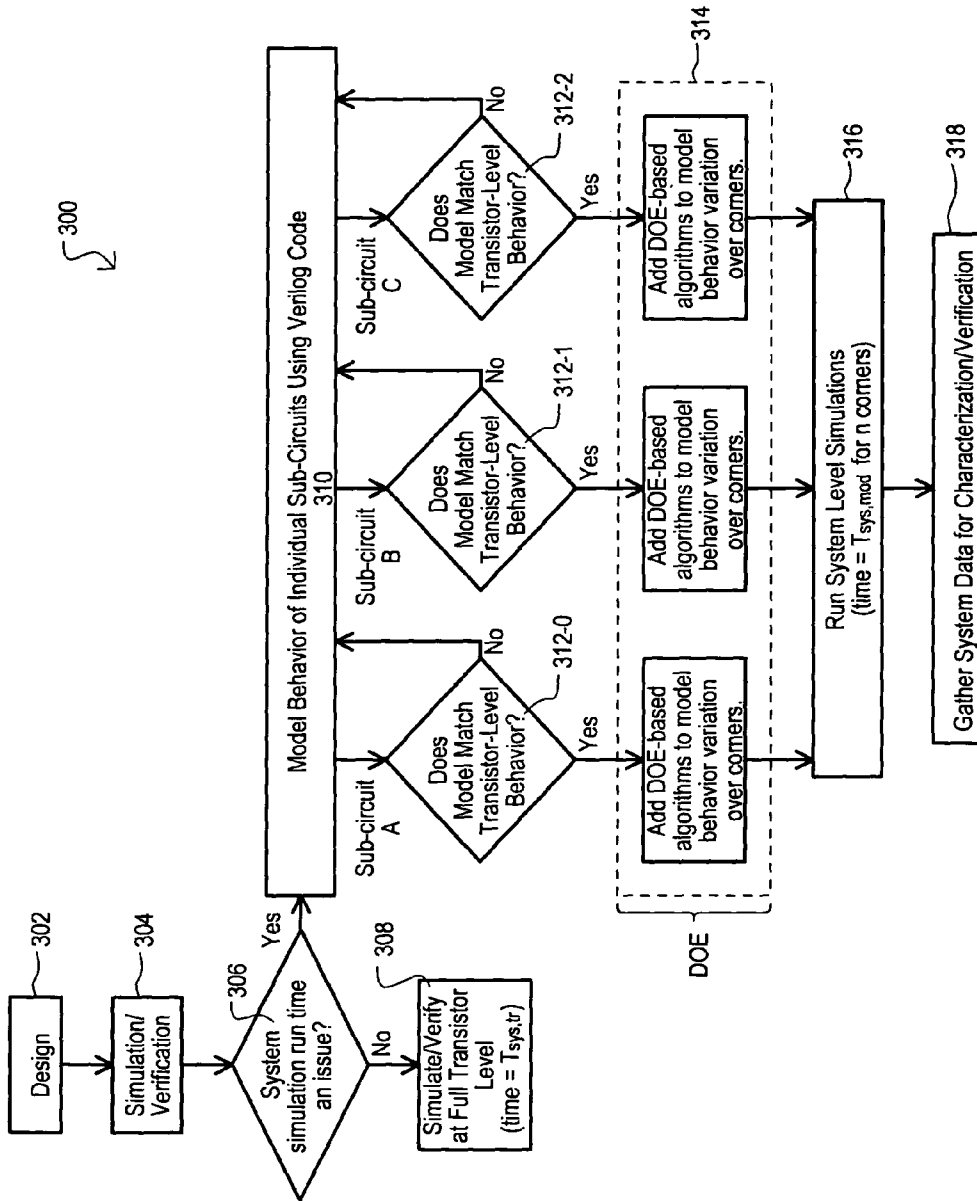 300
Design
302
Simulation/
Verification
304
306
System
simulation run time
an issue?
Yes
No
308
Simulate/Verify
at Full Transistor
Level
(time = Tsys,tr)
Model Behavior of Individual Sub-Circuits Using Verilog Code
310
Sub-circuit
A
Does
Model Match
Transistor-Level
Behavior?
No
312-0
Yes
Sub-circuit
B
Does
Model Match
Transistor-Level
Behavior?
No
312-1
Yes
Sub-circuit
C
Does
Model Match
Transistor-Level
Behavior?
No
312-2
Yes
DOE
314
Add DOE-based
algorithms to model
behavior variation
over corners.
Add DOE-based
algorithms to model
behavior variation
over corners.
Add DOE-based
algorithms to model
behavior variation
over corners.
Run System Level Simulations
(time = Tsys,mod for n corners)
316
Gather System Data for Characterization/Verification
318